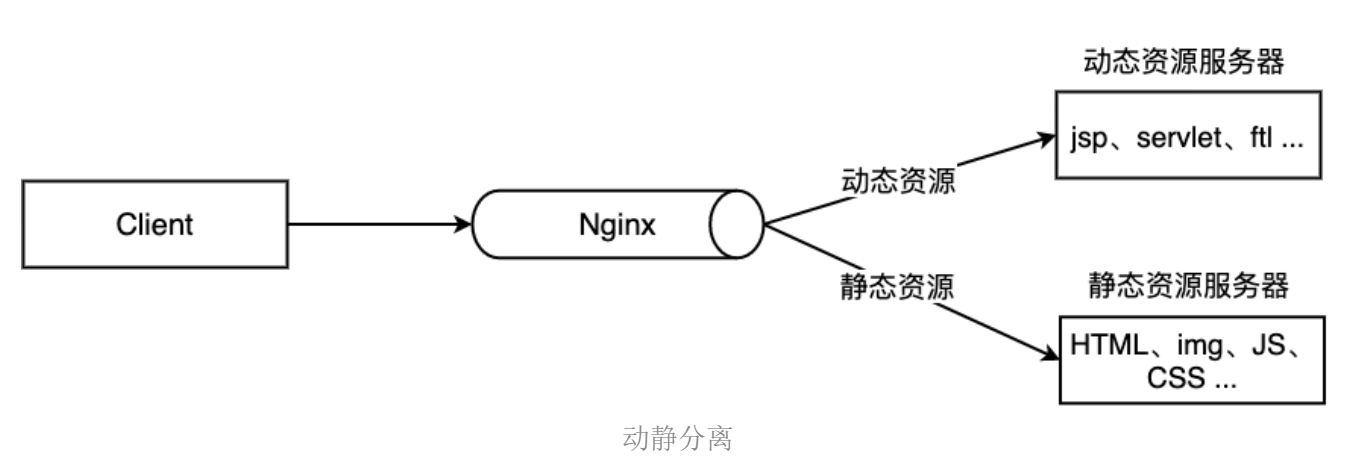 动态资源服务器
jsp、servlet、ftl ...
动态资源
Client
Nginx
静态资源
静态资源服务器
HTML、img、JS、
CSS ...
动静分离